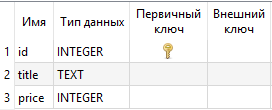 Имя Тип данных Первичный ключ Внешний ключ
1 id INTEGER
2 title TEXT
3 price INTEGER